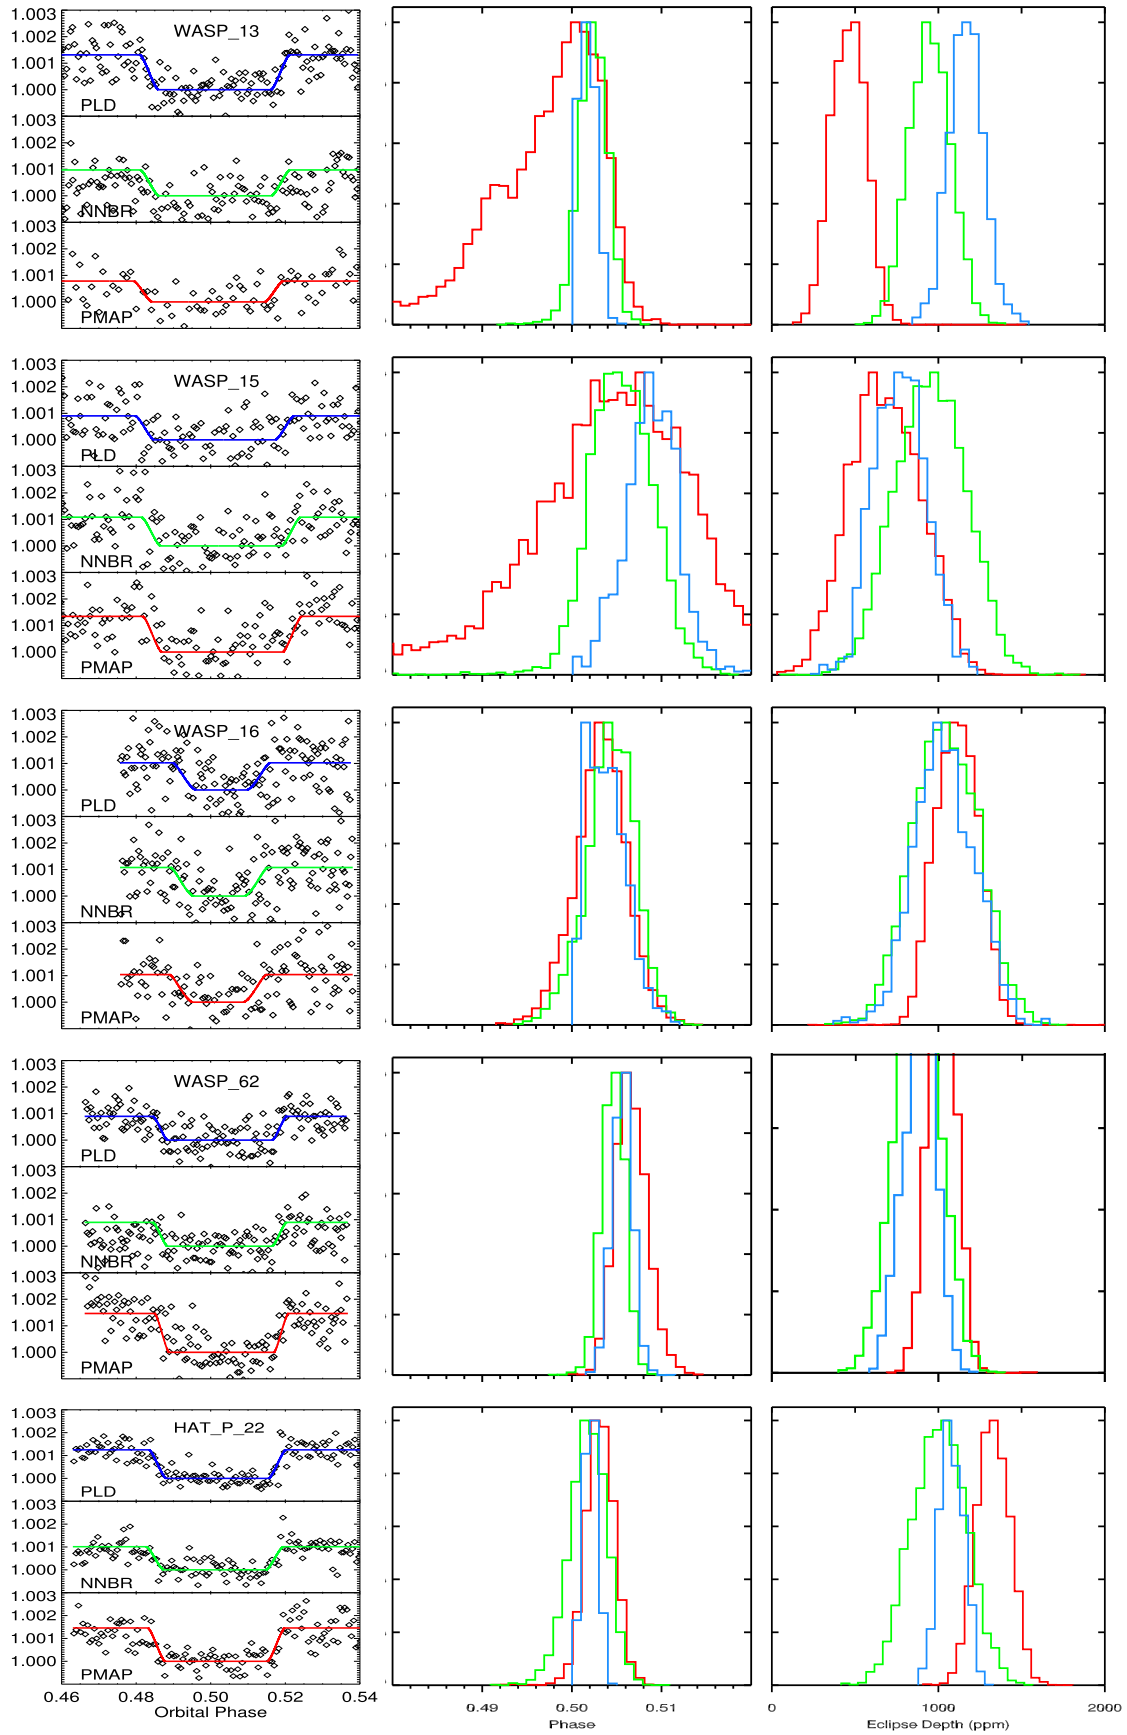 1.003
WASP_13
1.002
1.001
1.000
PLD
1.003
1.002
1.001
1.000
NNBR
1.003
1.002
1.001
1.000
PMAP
1.003
WASP_15
1.002
1.001
1.000
PLD
1.003
1.002
1.001
1.000
NNBR
1.003
1.002
1.001
1.000
PMAP
1.003
WASP_16
1.002
1.001
1.000
PLD
1.003
1.002
1.001
1.000
NNBR
1.003
1.002
1.001
1.000
PMAP
1.003
WASP_62
1.002
1.001
1.000
PLD
1.003
1.002
1.001
1.000
NNBR
1.003
1.002
1.001
1.000
PMAP
1.003
HAT_P_22
1.002
1.001
1.000
PLD
1.003
1.002
1.001
1.000
NNBR
1.003
1.002
1.001
1.000
PMAP
0.46 0.48 0.50 0.52 0.54
Orbital Phase
0.49 0.50 0.51
Phase
0 1000 2000
Eclipse Depth (ppm)